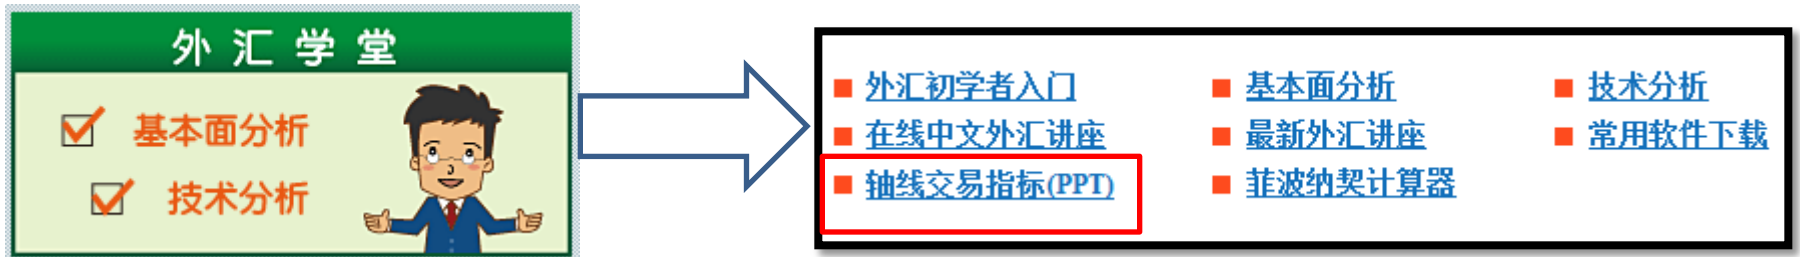 外汇学堂
基本面分析
技术分析
外汇初学者入门 基本面分析 技术分析
在线中文外汇讲座 最新外汇讲座 常用软件下载
轴线交易指标(PPT) 菲波纳契计算器